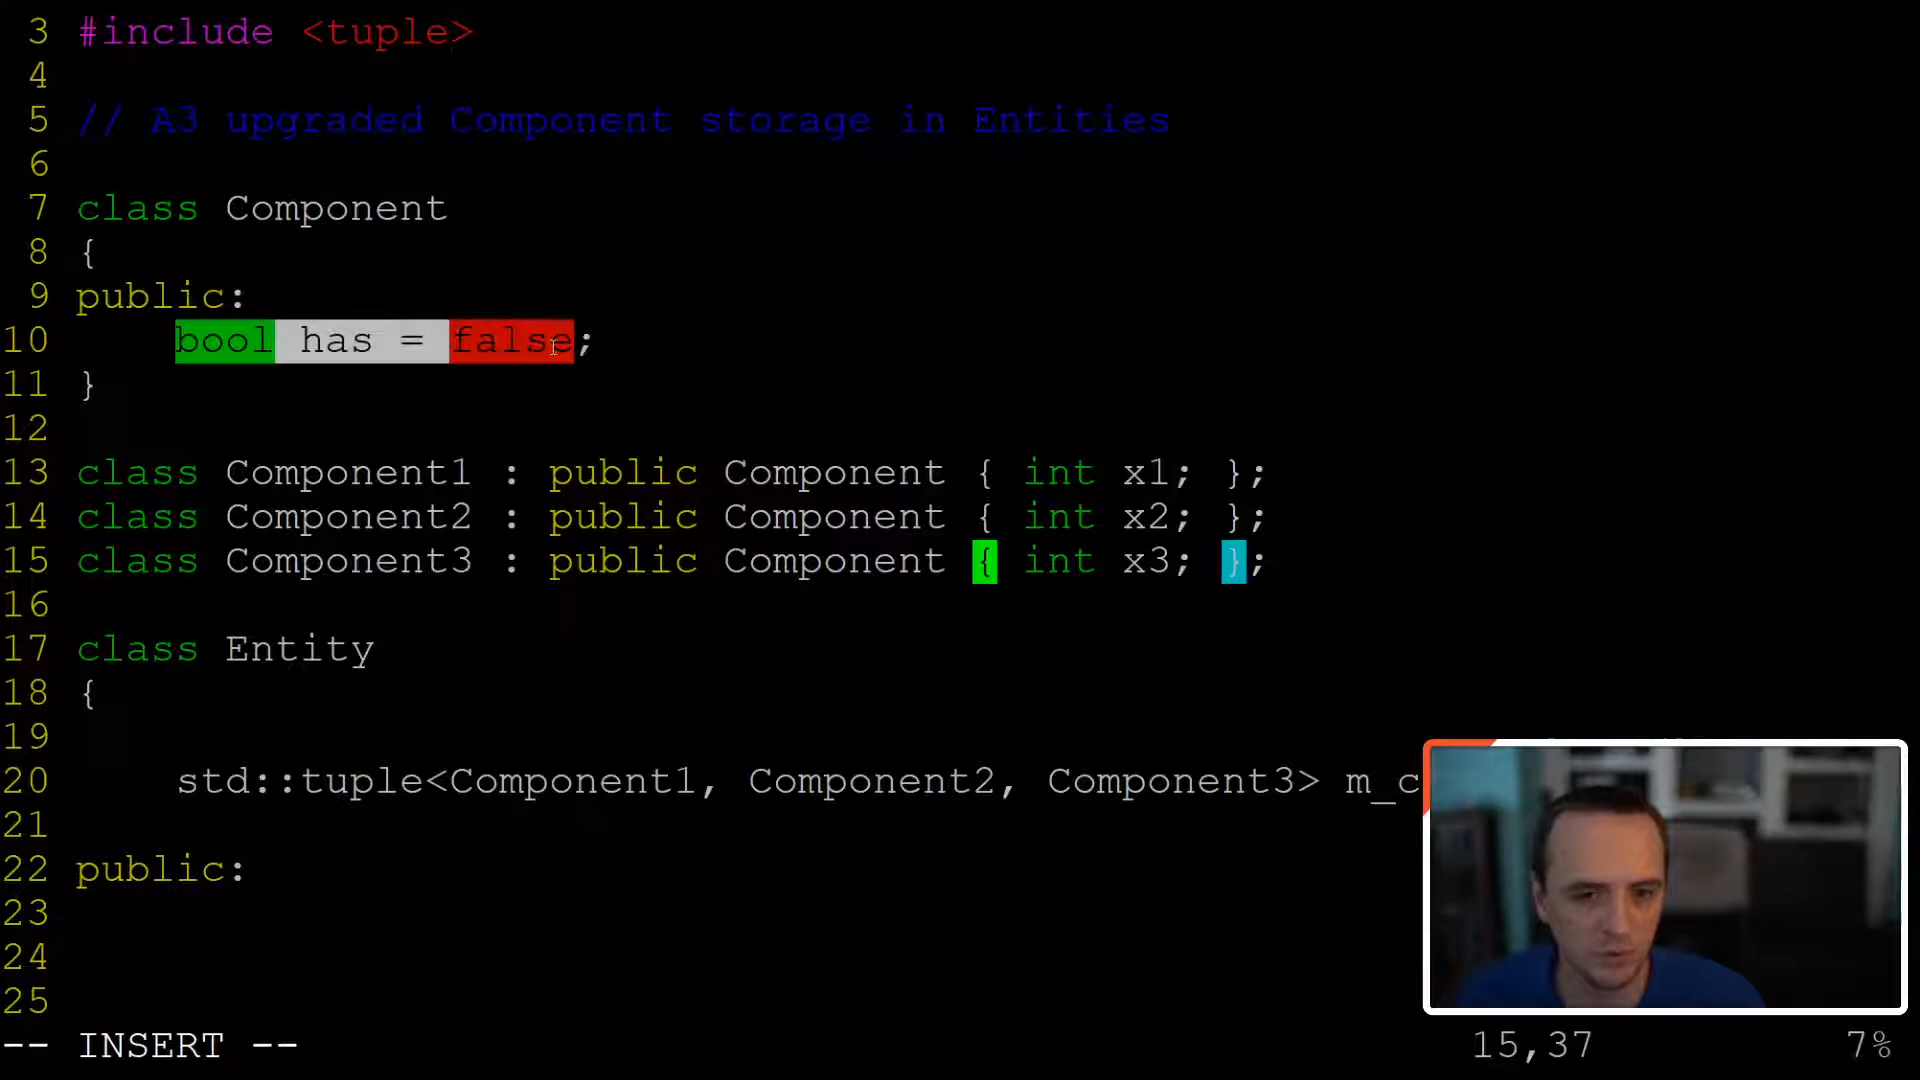 3 #include <tuple>
4
5 // A3 upgraded Component storage in Entities
6
7 class Component
8 {
9 public:
10 bool has = false;
11 }
12
13 class Component1 : public Component { int x1; };
14 class Component2 : public Component { int x2; };
15 class Component3 : public Component { int x3; };
16
17 class Entity
18 {
19
20 std::tuple<Component1, Component2, Component3> m_c
21
22 public:
23
24
25
-- INSERT -- 15,37 7%